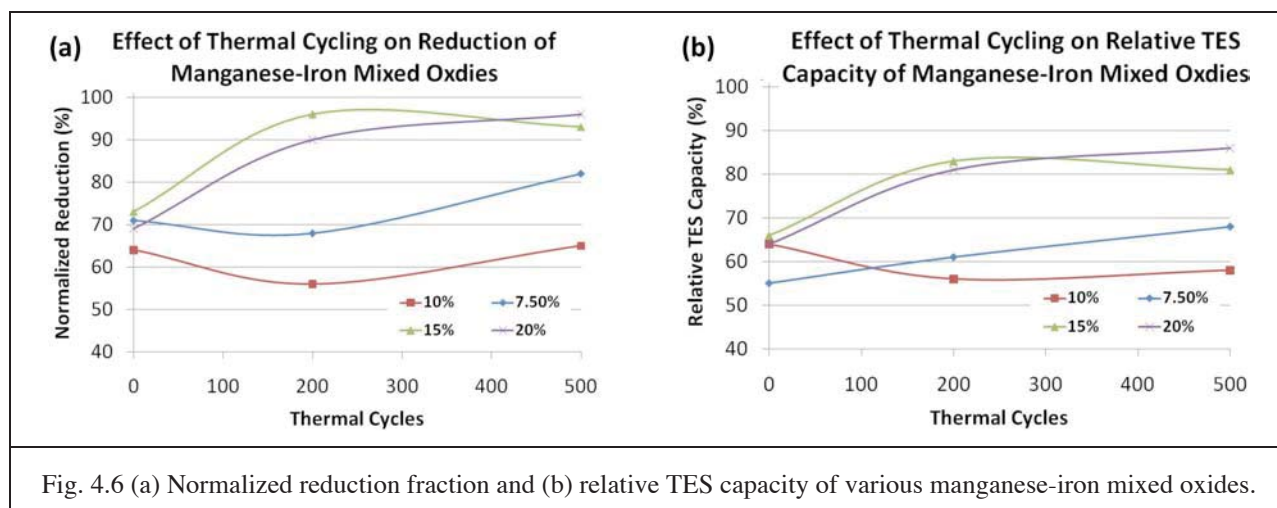 (a) Effect of Thermal Cycling on Reduction of
Manganese-Iron Mixed Oxdies
Normalized Reduction (%)
100
90
80
70
60
50
40
0 100 200 300 400 500
Thermal Cycles
10% 7.50%
15% 20%
(b) Effect of Thermal Cycling on Relative TES
Capacity of Manganese-Iron Mixed Oxdies
Relative TES Capacity (%)
100
90
80
70
60
50
40
0 100 200 300 400 500
Thermal Cycles
10% 7.50%
15% 20%
Fig. 4.6 (a) Normalized reduction fraction and (b) relative TES capacity of various manganese-iron mixed oxides.